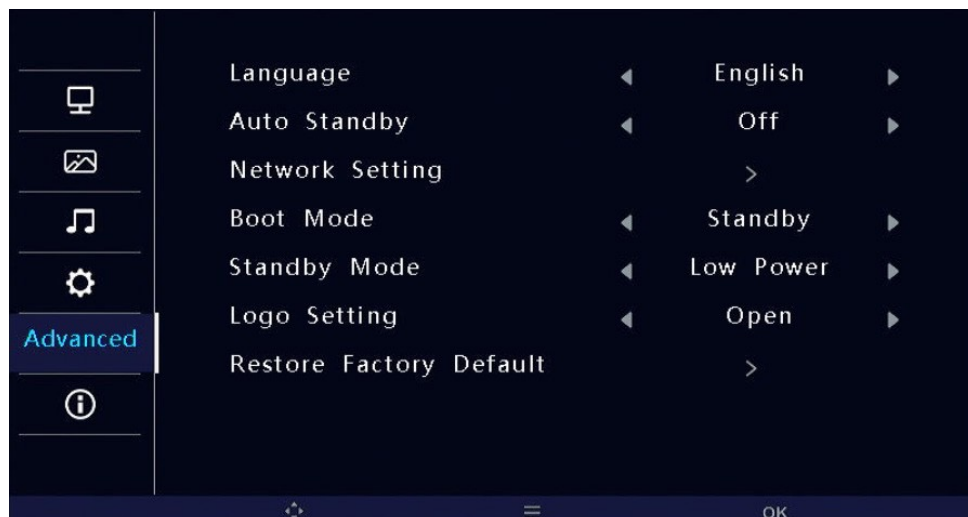 Language English
Auto Standby Off
Network Setting >
Boot Mode Standby
Standby Mode Low Power
Logo Setting Open
Advanced
Restore Factory Default >
OK